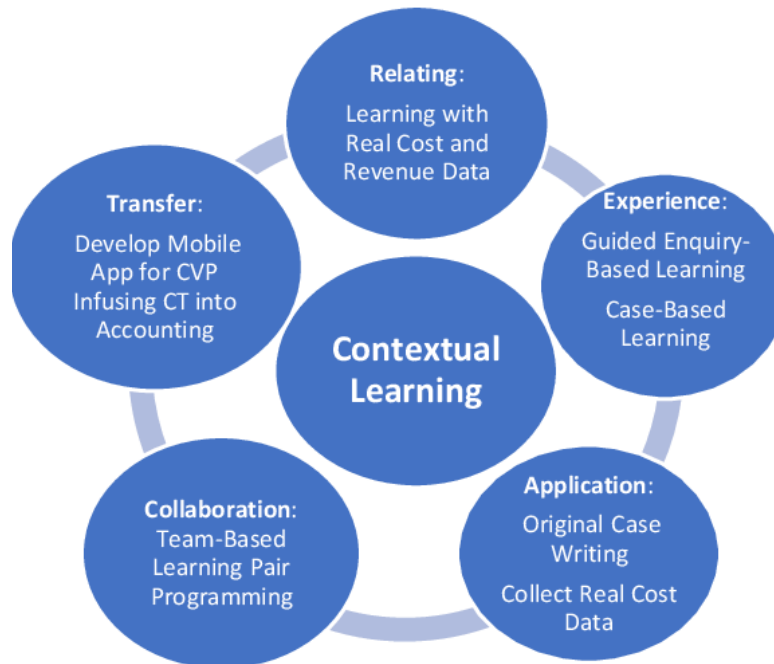 Relating:
Learning with
Real Cost and
Revenue Data
Experience:
Guided Enquiry-
Based Learning
Case-Based
Learning
Application:
Original Case
Writing
Collect Real Cost
Data
Collaboration:
Team-Based
Learning Pair
Programming
Transfer:
Develop Mobile
App for CVP
Infusing CT into
Accounting
Contextual
Learning